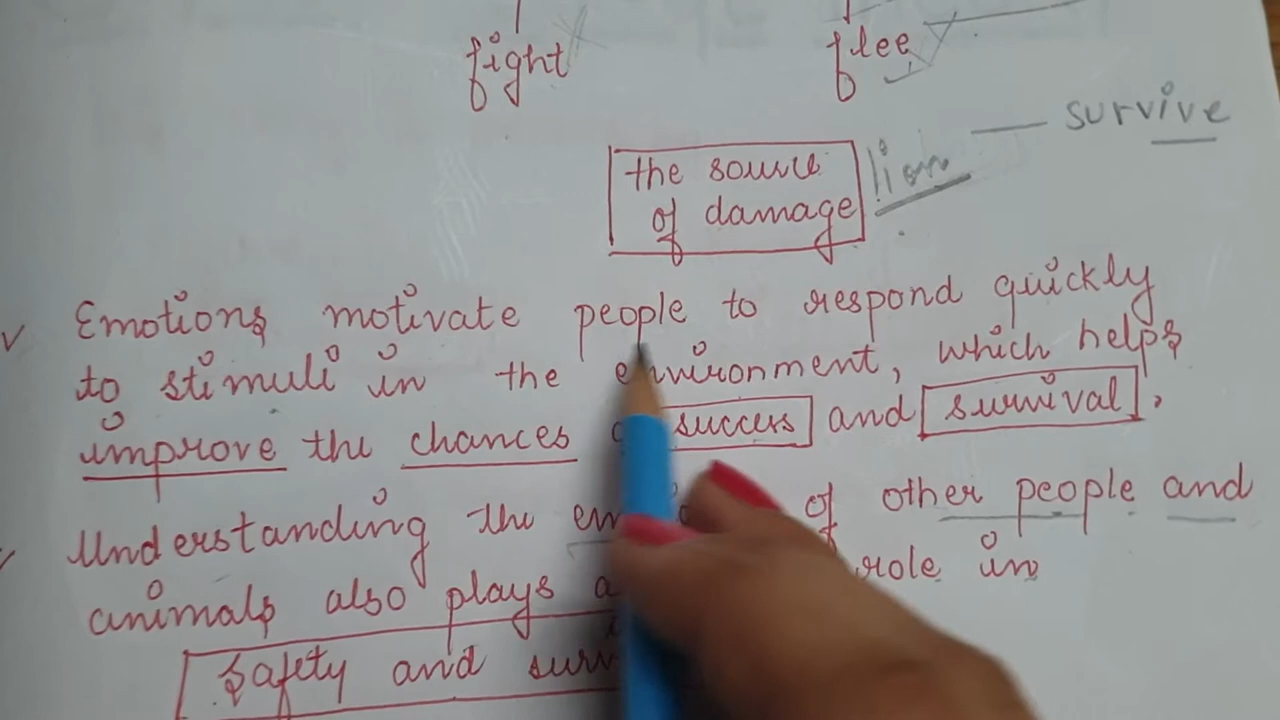 fight flee
survive
the source lion
of damage
Emotions motivate people to respond quickly
to stimuli in the environment, which helps
improve the chances success and survival.
Understanding the of other people and
animals also plays a role in
Safety and